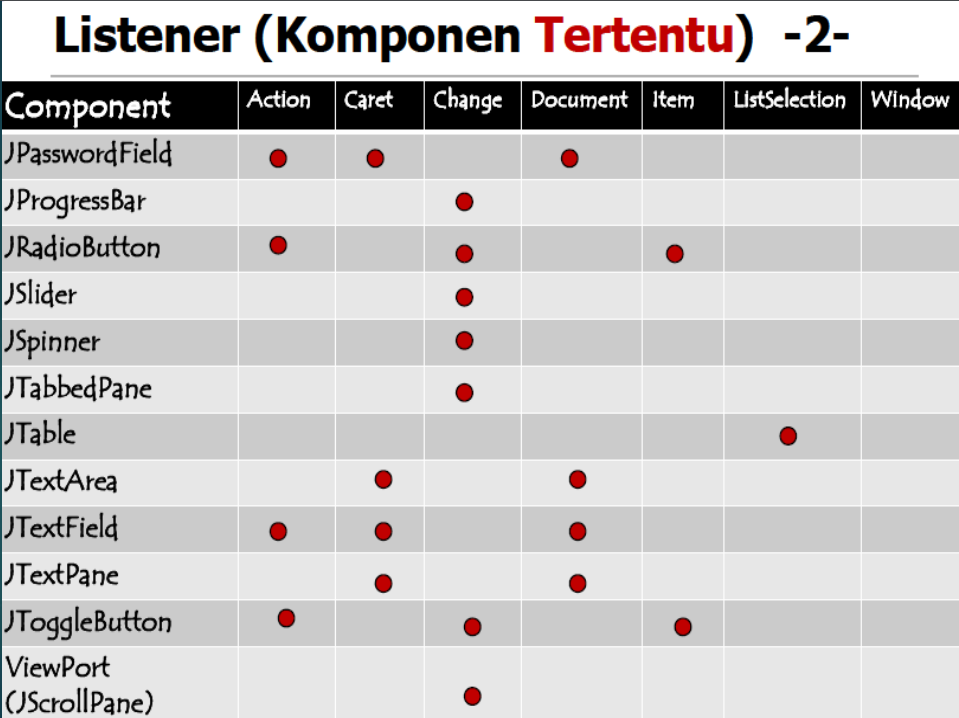 Listener (Komponen Tertentu) -2-
Component Action Caret Change Document Item ListSelection Window
JPasswordField
JProgressBar
JRadioButton
JSlider
JSpinner
JTabbedPane
JTable
JTextArea
JTextField
JTextPane
JToggleButton
ViewPort
(JScrollPane)